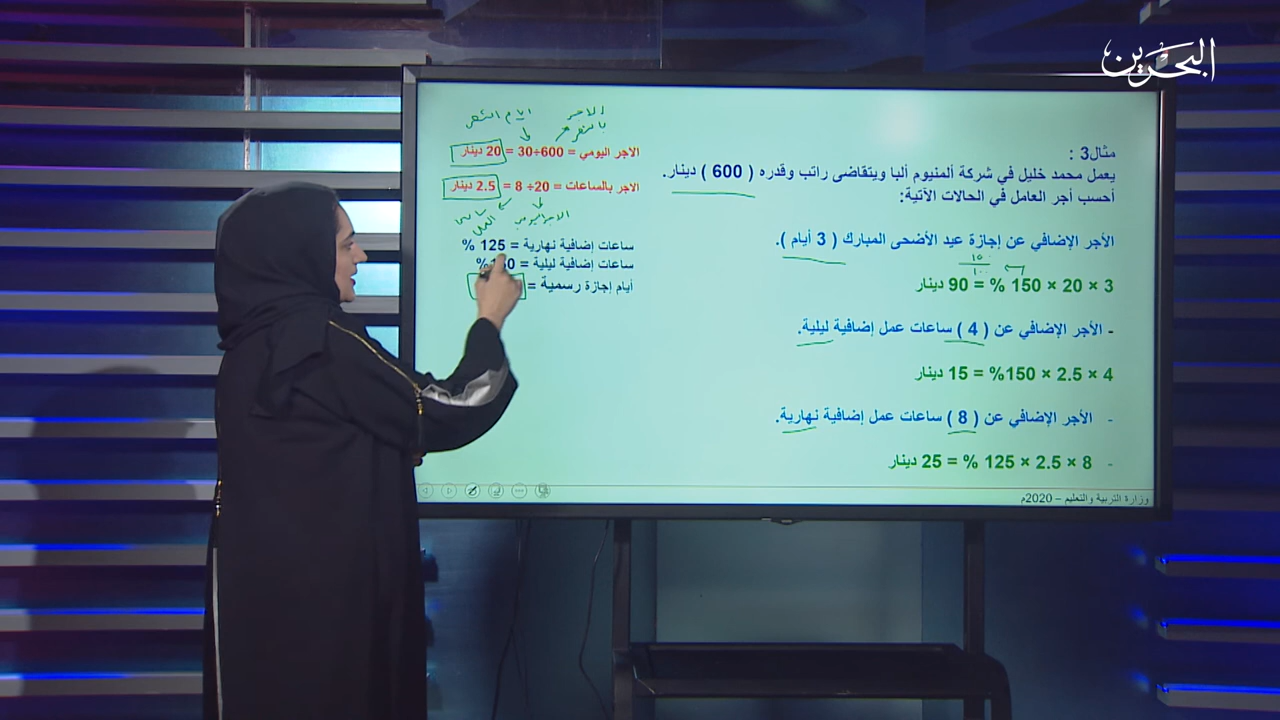 البحرين
مثال3 :
يعمل محمد خليل في شركة ألمنيوم ألبا ويتقاضى راتب وقدره ( 600 ) دينار.
أحسب أجر العامل في الحالات الآتية:
الأجر الإضافي عن إجازة عيد الأضحى المبارك ( 3 أيام ).
3 × 20 × 150 % = 90 دينار
- الأجر الإضافي عن ( 4 ) ساعات عمل إضافية ليلية.
4 × 2.5 × 150% = 15 دينار
- الأجر الإضافي عن ( 8 ) ساعات عمل إضافية نهارية.
- 8 × 2.5 × 125 % = 25 دينار
ايام الشهر
الاجر اليومي = 600÷30 = 20 دينار
الاجر بالساعات = 20÷ 8 = 2.5 دينار
الاجر اليومي
ساعات إضافية نهارية = 125 %
ساعات إضافية ليلية =
أيام إجازة رسمية =
وزارة التربية والتعليم – 2020م